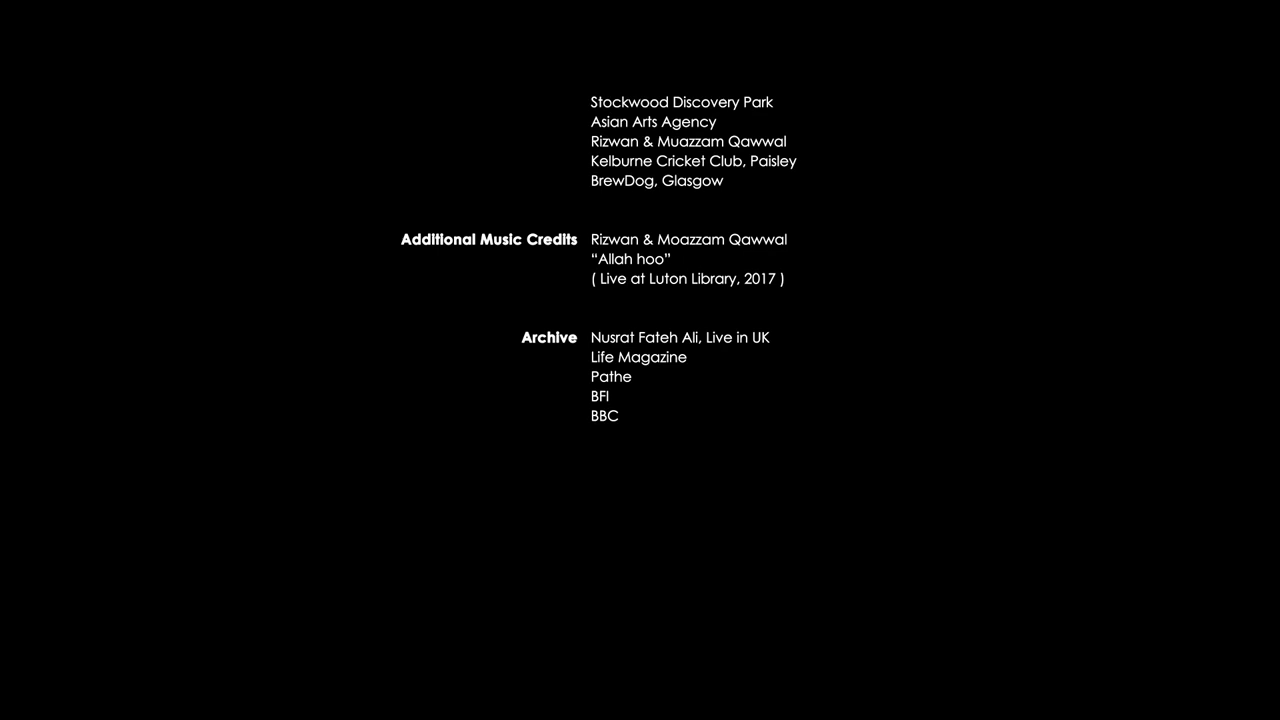 Stockwood Discovery Park
Asian Arts Agency
Rizwan & Muazzam Qawwal
Kelburne Cricket Club, Paisley
BrewDog, Glasgow
Additional Music Credits Rizwan & Moazzam Qawwal
“Allah hoo”
( Live at Luton Library, 2017 )
Archive Nusrat Fateh Ali, Live in UK
Life Magazine
Pathe
BFI
BBC